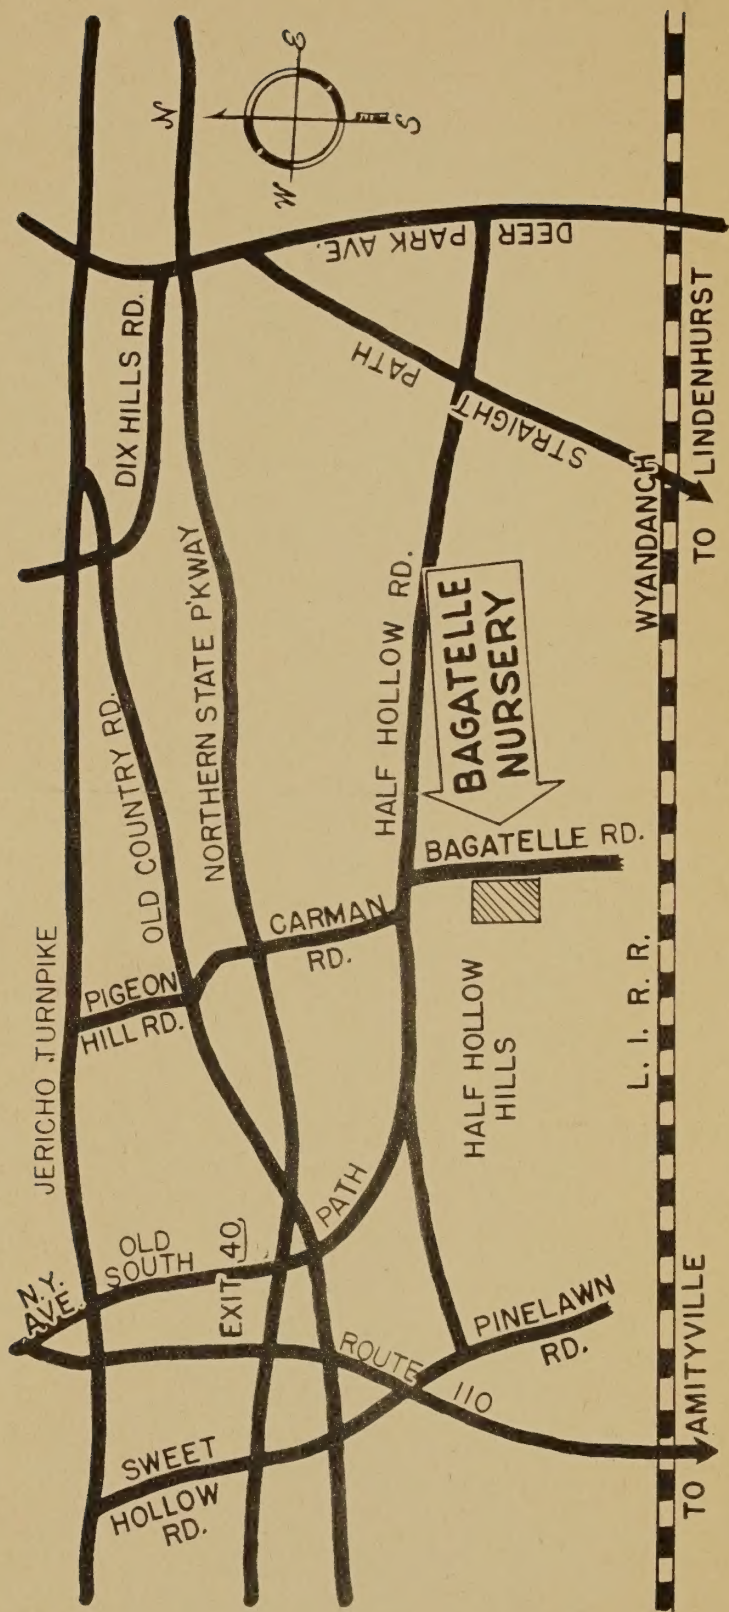 N
S
E
W
JERICHO TURNPIKE
N.Y.
AVE.
OLD
SOUTH
PATH
EXIT 40
SWEET
HOLLOW
RD.
ROUTE 110
PINELAWN
RD.
PIGEON
HILL RD.
CARMAN
RD.
OLD COUNTRY RD.
NORTHERN STATE P'KWAY
DIX HILLS RD.
HALF HOLLOW RD.
BAGATELLE
NURSERY
BAGATELLE RD.
HALF HOLLOW
HILLS
DEER PARK AVE.
STRAIGHT PATH
WYANDANCH
L. I. R. R.
TO AMITYVILLE
TO LINDENHURST